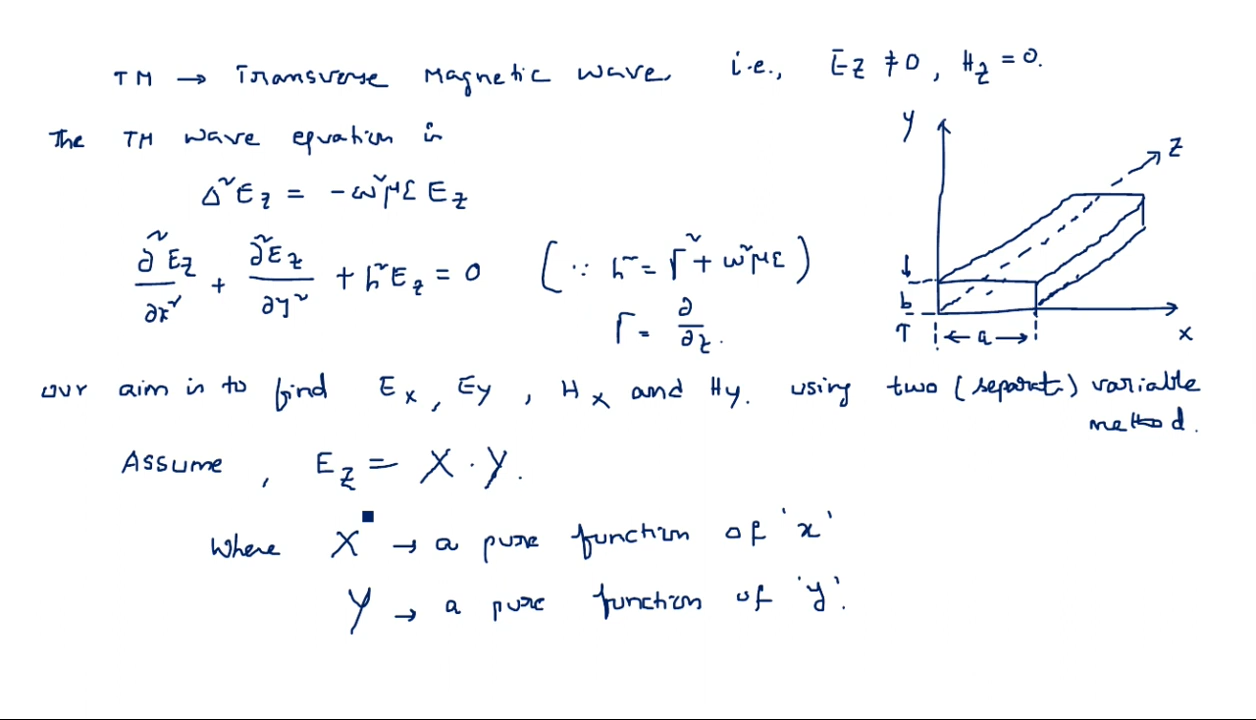 TM → Transverse Magnetic wave. i.e., Ez ≠ 0, Hz = 0.
The TM wave equation is
Δ²Ez = -ω²με Ez
∂²Ez/∂x² + ∂²Ez/∂y² + h²Ez = 0 (∵ h² = Γ² + ω²με)
Γ = ∂/∂z.
our aim is to find Ex, Ey, Hx and Hy. using two (separat.) variable
method.
Assume, Ez = X · Y.
where X → a pure function of 'x'
Y → a pure function of 'y'.
y
z
b
a
x